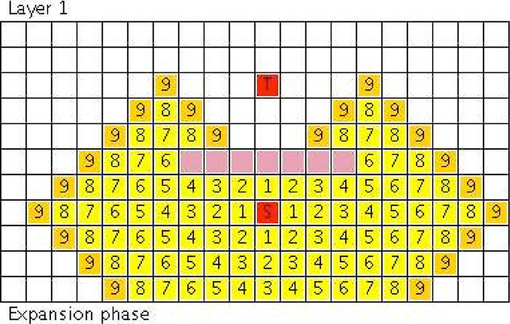 Layer 1
9 T 9
9 8 9 9 8 9
9 8 7 8 9 9 8 7 8 9
9 8 7 6 6 7 8 9
9 8 7 6 5 4 3 2 1 2 3 4 5 6 7 8 9
9 8 7 6 5 4 3 2 1 S 1 2 3 4 5 6 7 8 9
9 8 7 6 5 4 3 2 1 2 3 4 5 6 7 8 9
9 8 7 6 5 4 3 2 3 4 5 6 7 8 9
9 8 7 6 5 4 3 4 5 6 7 8 9
Expansion phase